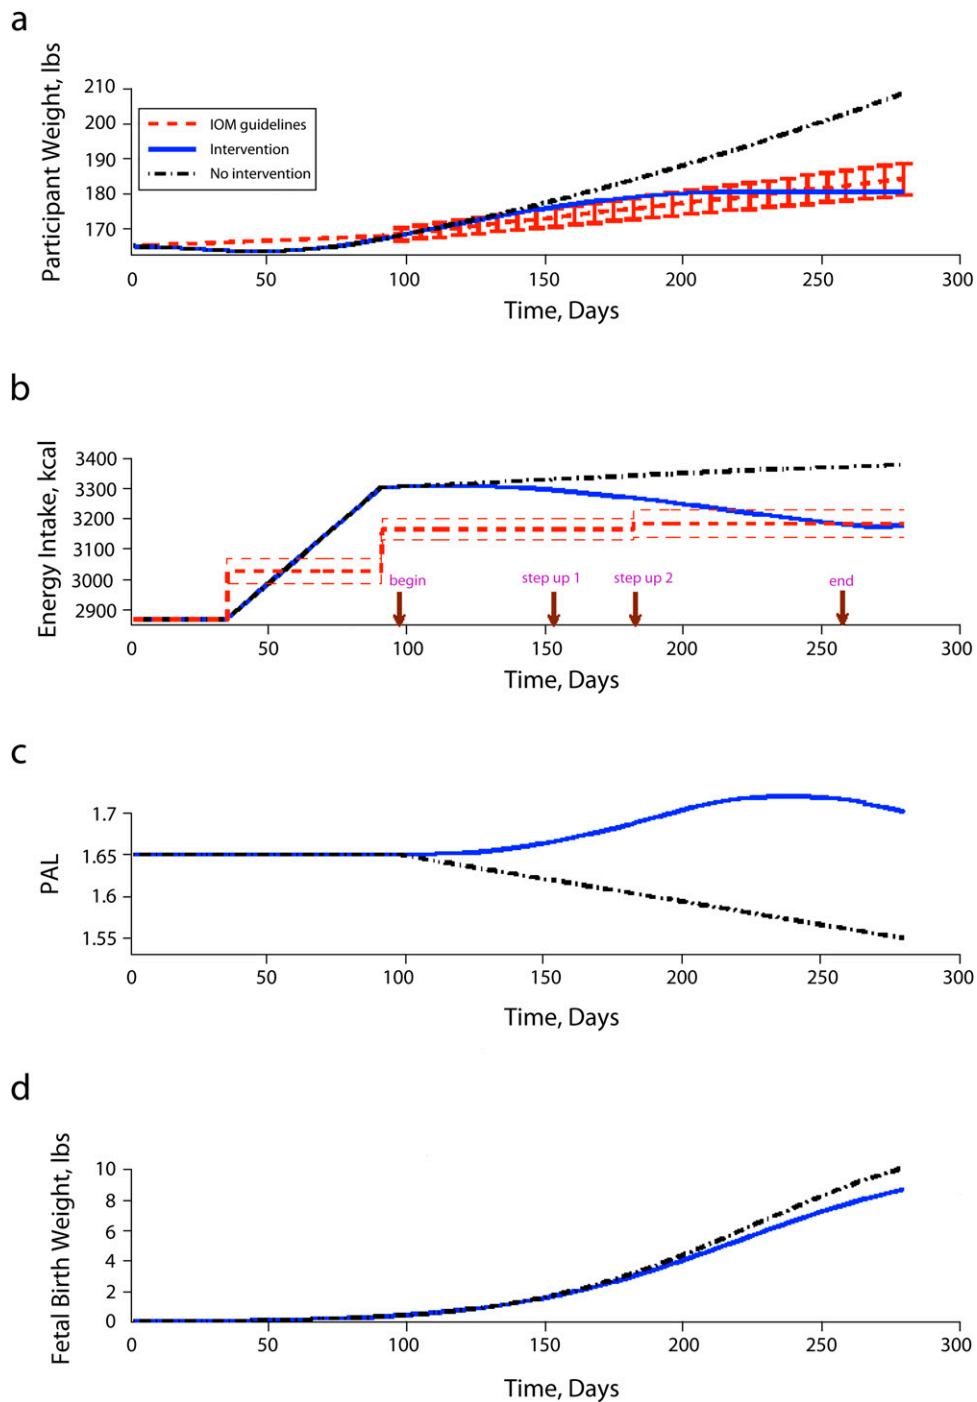 a
Participant Weight, lbs
210
200
190
180
170
IOM guidelines
Intervention
No intervention
0 50 100 150 200 250 300
Time, Days
b
Energy Intake, kcal
3400
3300
3200
3100
3000
2900
begin step up 1 step up 2 end
0 50 100 150 200 250 300
Time, Days
c
PAL
1.7
1.65
1.6
1.55
0 50 100 150 200 250 300
Time, Days
d
Fetal Birth Weight, lbs
10
8
6
4
2
0
0 50 100 150 200 250 300
Time, Days